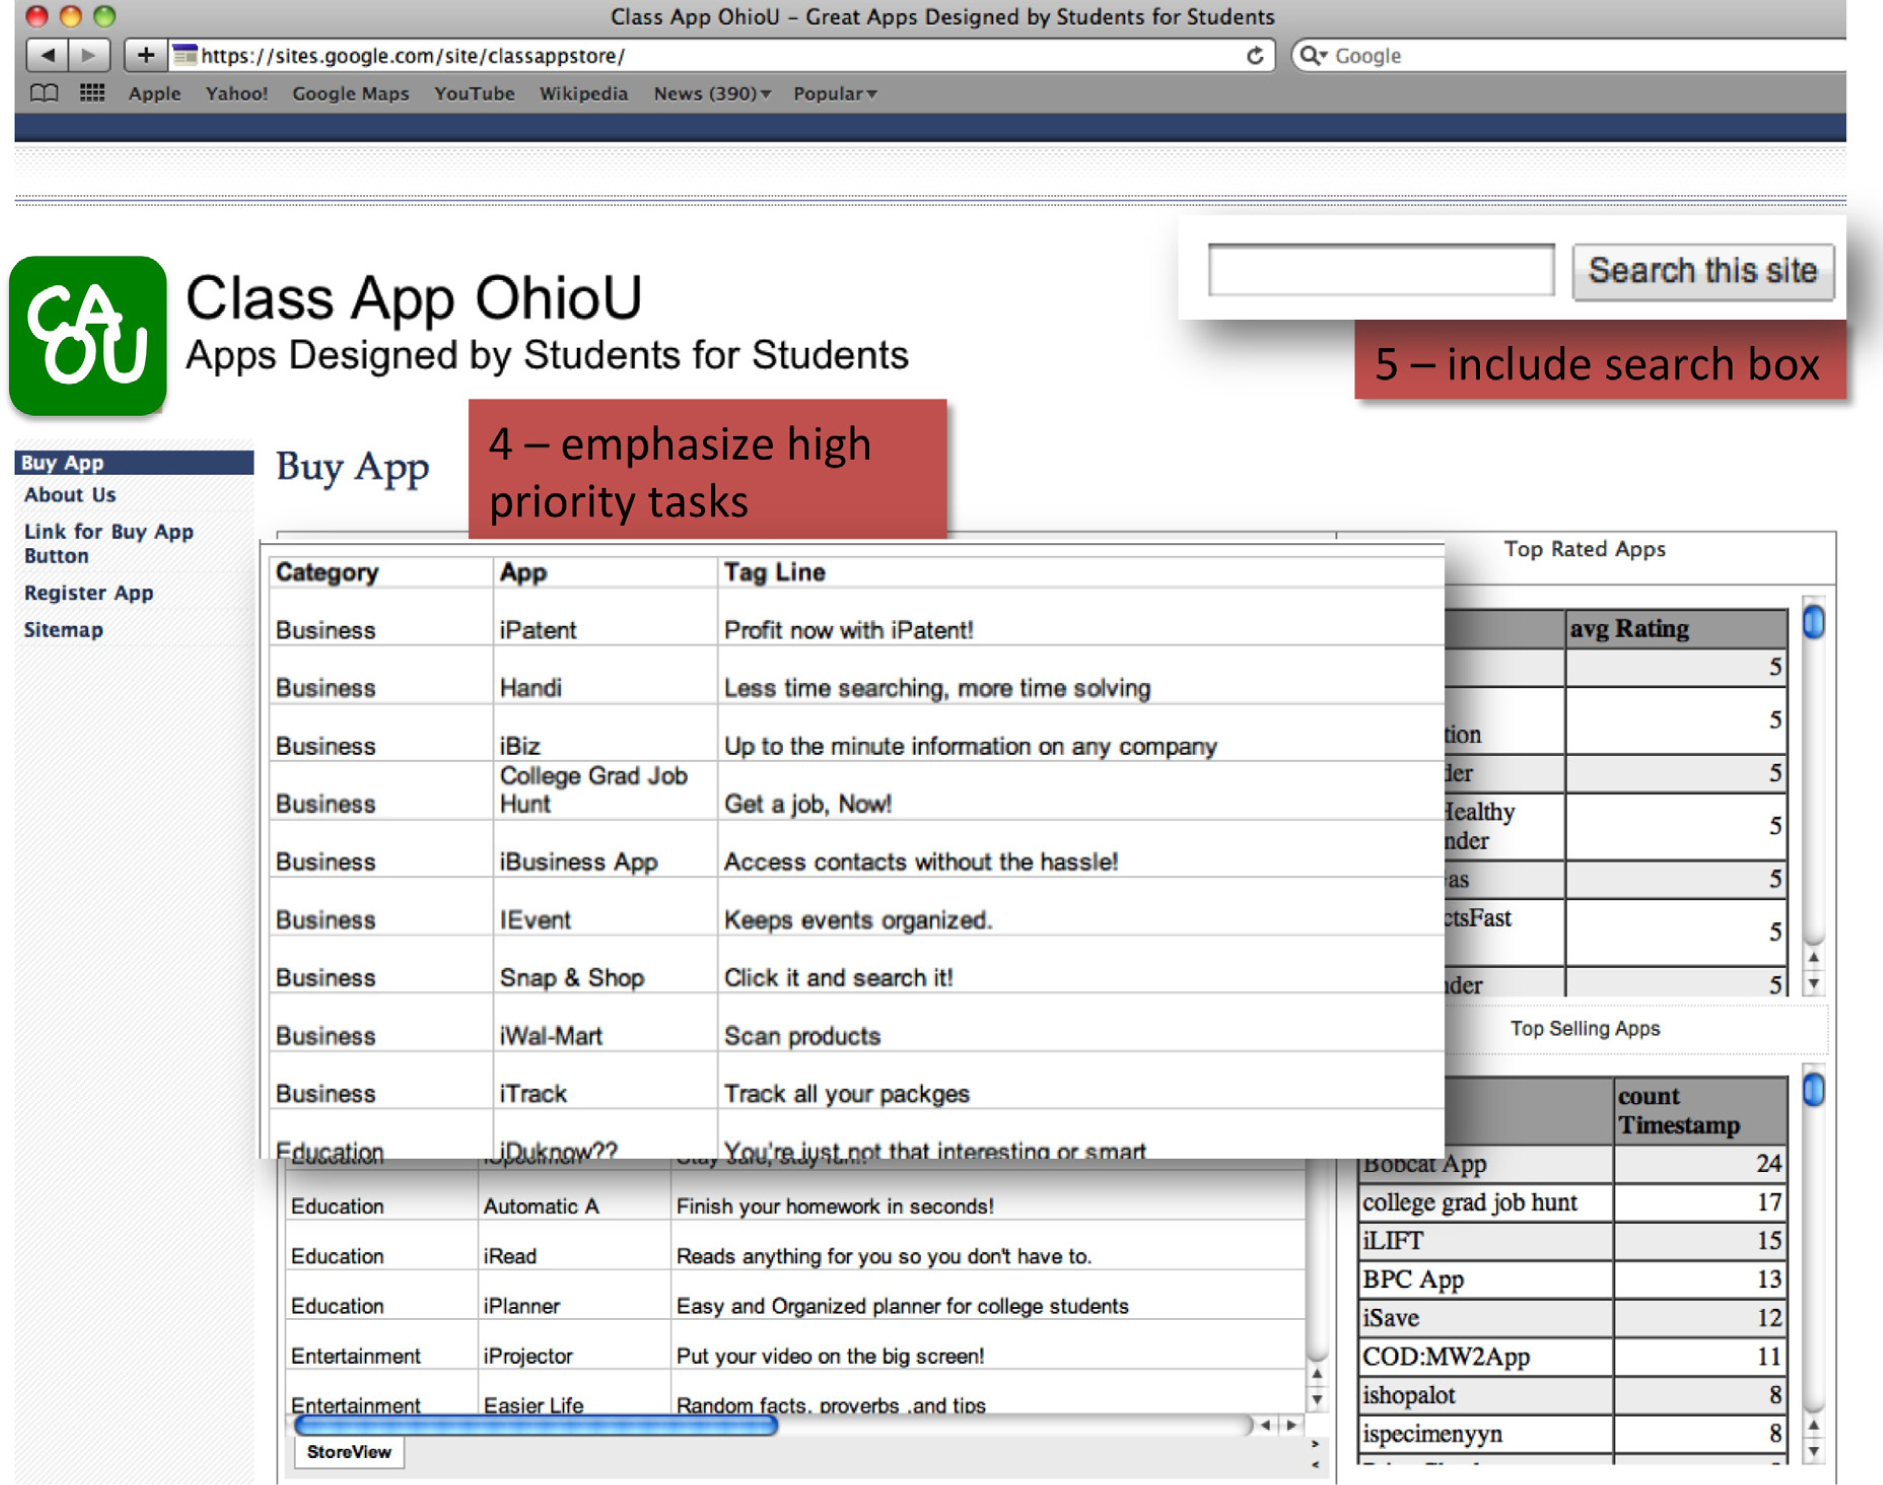 Class App OhioU – Great Apps Designed by Students for Students
https://sites.google.com/site/classappstore/
Google
Apple Yahoo! Google Maps YouTube Wikipedia News (390) Popular
Search this site
CA
OU
Class App OhioU
Apps Designed by Students for Students
5 – include search box
4 – emphasize high
priority tasks
Buy App
Buy App
About Us
Link for Buy App
Button
Register App
Sitemap
Category App Tag Line
Business iPatent Profit now with iPatent!
Business Handi Less time searching, more time solving
Business iBiz Up to the minute information on any company
College Grad Job
Business Hunt Get a job, Now!
Business iBusiness App Access contacts without the hassle!
Business IEvent Keeps events organized.
Business Snap & Shop Click it and search it!
Business iWal-Mart Scan products
Business iTrack Track all your packges
Education iDuknow?? You're just not that interesting or smart
Education Automatic A Finish your homework in seconds!
Education iRead Reads anything for you so you don't have to.
Education iPlanner Easy and Organized planner for college students
Entertainment iProjector Put your video on the big screen!
Entertainment Easier Life Random facts, proverbs ,and tips
StoreView
Top Rated Apps
avg Rating
5
tion 5
der 5
Healthy
nder 5
as 5
ctsFast
5
nder 5
Top Selling Apps
count
Timestamp
Bobcat App 24
college grad job hunt 17
iLIFT 15
BPC App 13
iSave 12
COD:MW2App 11
ishopalot 8
ispecimenyyn 8